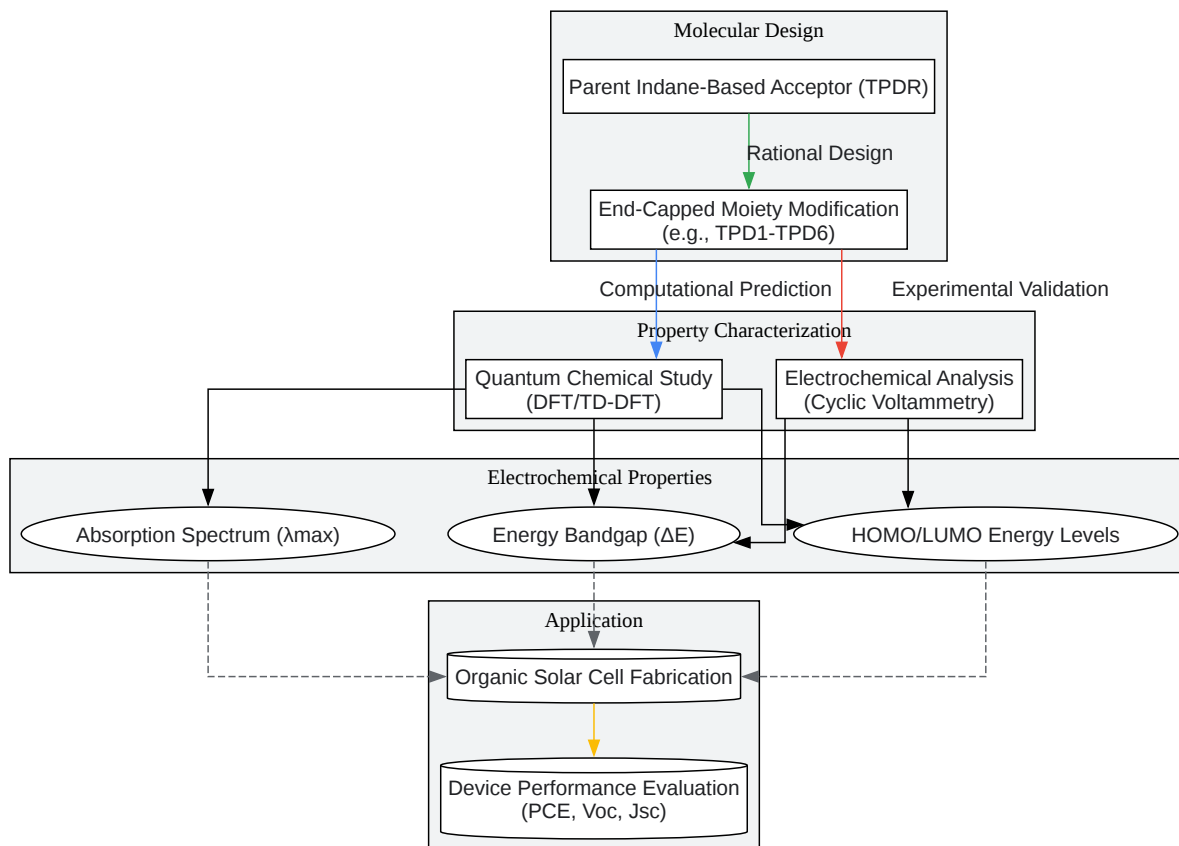 Molecular Design
Parent Indane-Based Acceptor (TPDR)
Rational Design
End-Capped Moiety Modification
(e.g., TPD1-TPD6)
Computational Prediction
Experimental Validation
Property Characterization
Quantum Chemical Study
(DFT/TD-DFT)
Electrochemical Analysis
(Cyclic Voltammetry)
Electrochemical Properties
Absorption Spectrum (λmax)
Energy Bandgap (ΔE)
HOMO/LUMO Energy Levels
Application
Organic Solar Cell Fabrication
Device Performance Evaluation
(PCE, Voc, Jsc)